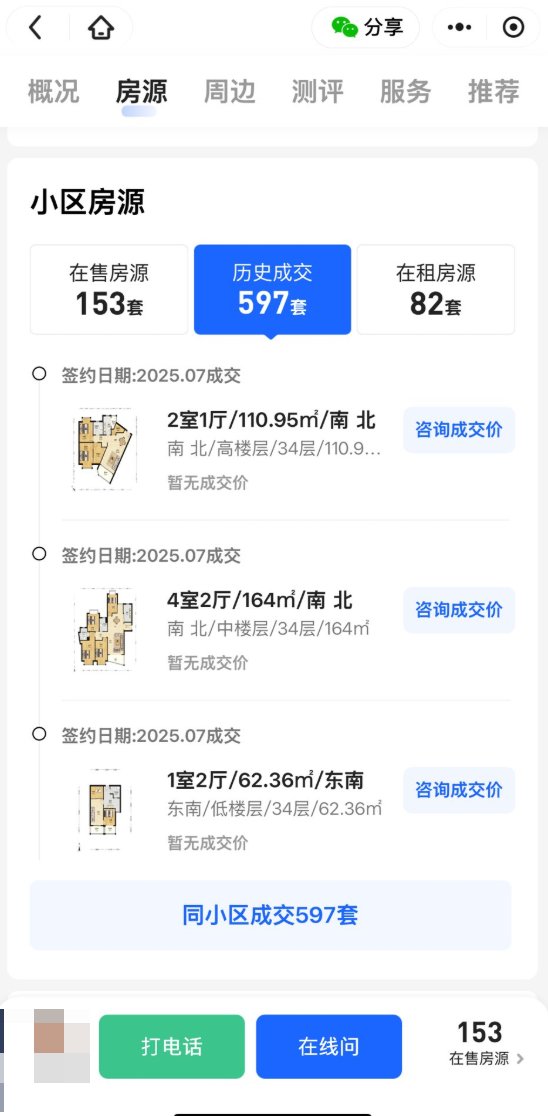 分享
概况 房源 周边 测评 服务 推荐
小区房源
在售房源 历史成交 在租房源
153套 597套 82套
签约日期:2025.07成交
2室1厅/110.95㎡/南 北
咨询成交价
南 北/高楼层/34层/110.9...
暂无成交价
签约日期:2025.07成交
4室2厅/164㎡/南 北
咨询成交价
南 北/中楼层/34层/164㎡
暂无成交价
签约日期:2025.07成交
1室2厅/62.36㎡/东南
咨询成交价
东南/低楼层/34层/62.36㎡
暂无成交价
同小区成交597套
打电话
在线问
153
在售房源